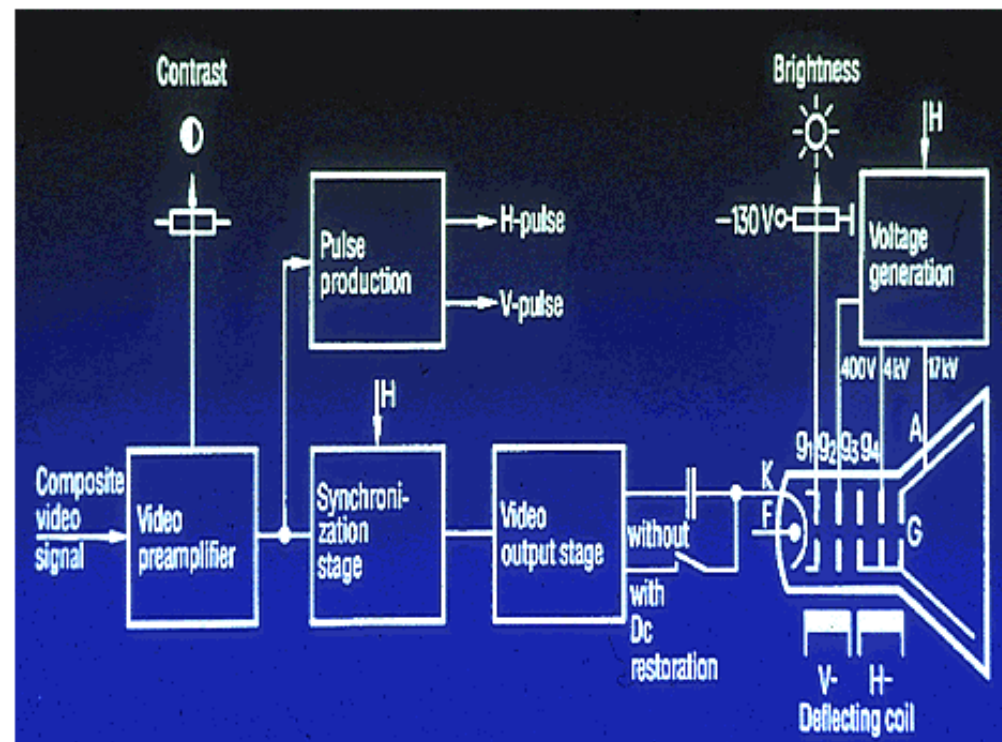 Contrast
Brightness
H
Pulse
production
H-pulse
V-pulse
-130V
Voltage
generation
400V 4kV 17kV
H
Composite
video
signal
Video
preamplifier
Synchroni-
zation
stage
Video
output stage
without
with
Dc
restoration
K
F
g1 g2 g3 g4
A
G
V- H-
Deflecting coil